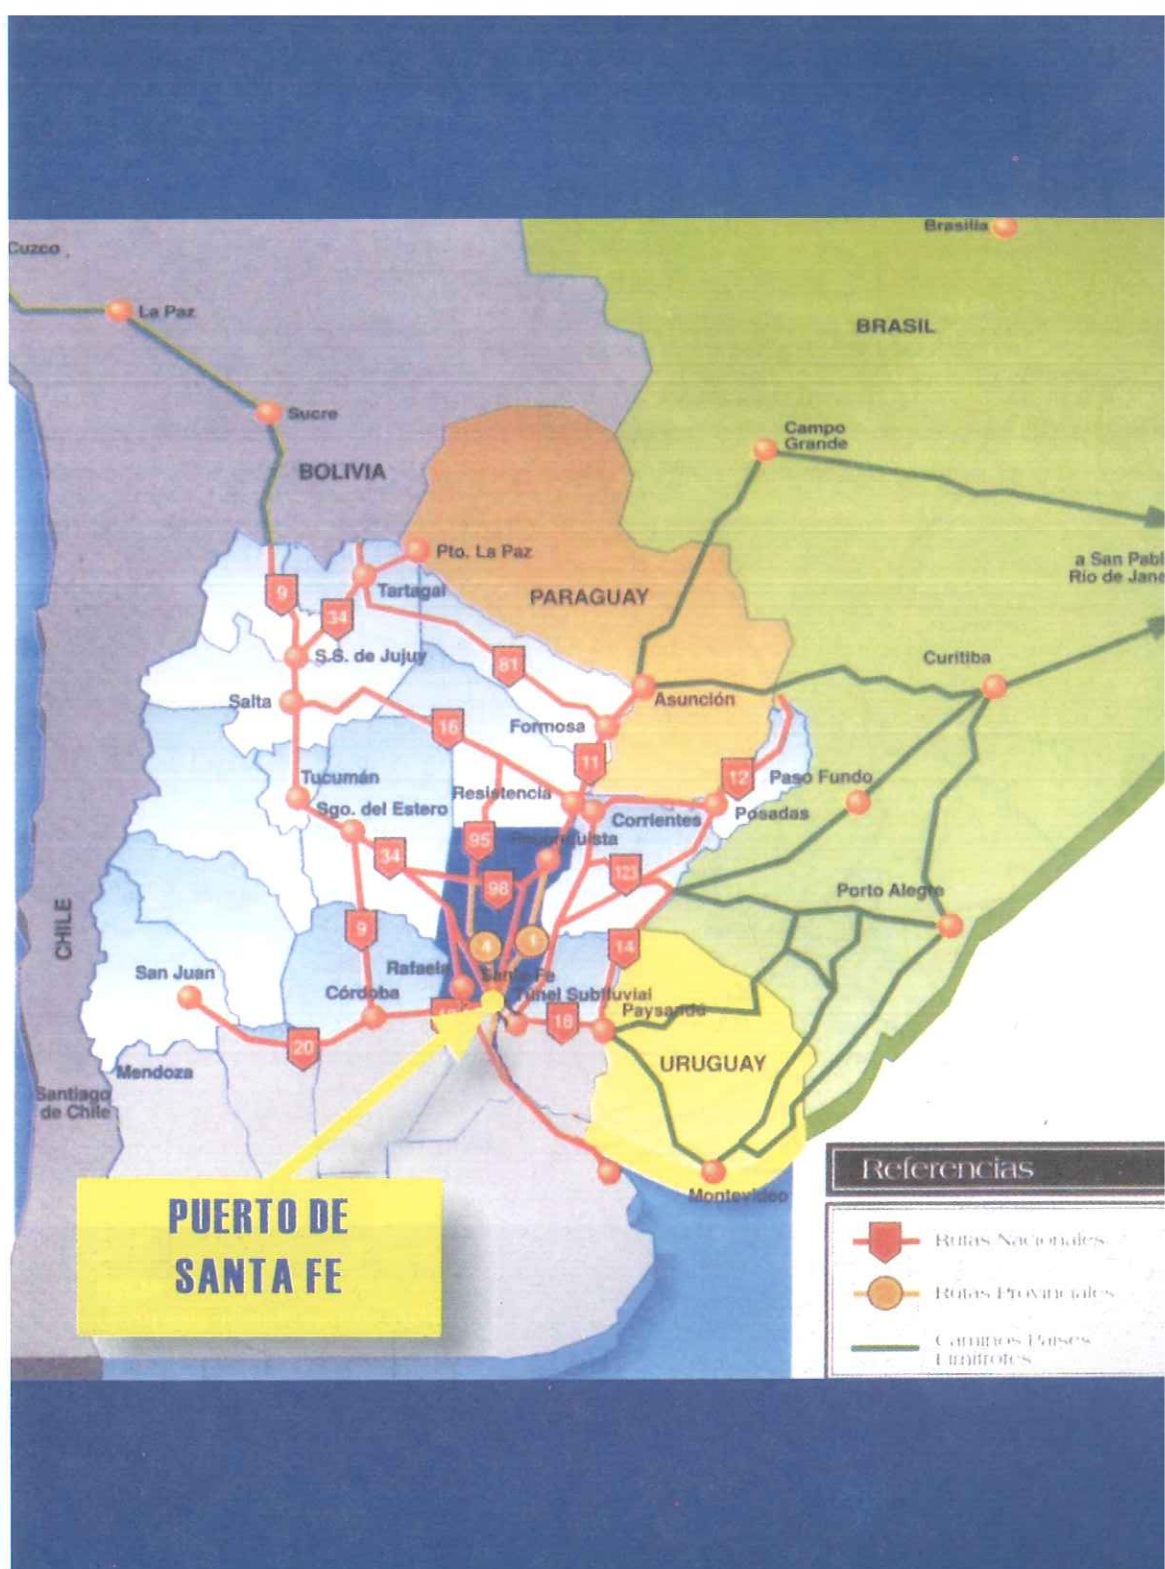 Brasilia
Cuzco
BRASIL
La Paz
Sucre
Campo
Grande
BOLIVIA
Pto. La Paz
a San Pabl
Rio de Jane
9
Tartagal
PARAGUAY
34
S.S. de Jujuy
81
Curitiba
Salta
Asunción
16
Formosa
11
Tucumán
12
Paso Fundo
Resistencia
Sgo. del Estero
Corrientes
Posadas
95
34
98
123
Porto Alegre
9
4
1
14
CHILE
San Juan
Rafaela
Santa Fe
Córdoba
Túnel Subfluvial
Paysandú
18
20
Mendoza
URUGUAY
Santiago
de Chile
Referencias
Montevideo
PUERTO DE
SANTA FE
Rutas Nacionales
Rutas Provinciales
Caminos Países
Limítrofes